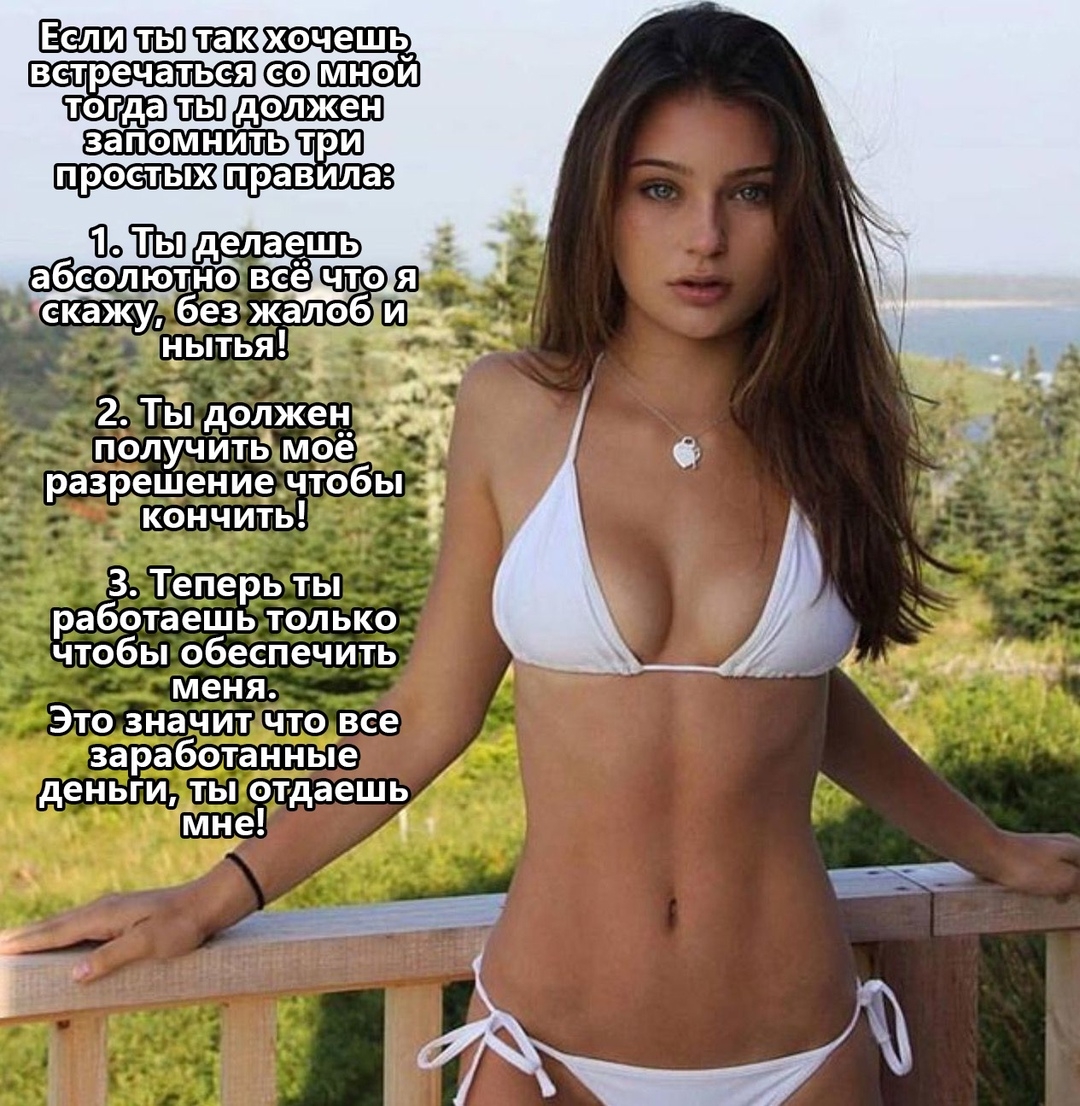 Если ты так хочешь
встречаться со мной
тогда ты должен
запомнить три
простых правила:
1. Ты делаешь
абсолютно всё что я
скажу, без жалоб и
нытья!
2. Ты должен
получить моё
разрешение чтобы
кончить!
3. Теперь ты
работаешь только
чтобы обеспечить
меня.
Это значит что все
заработанные
деньги, ты отдаешь
мне!